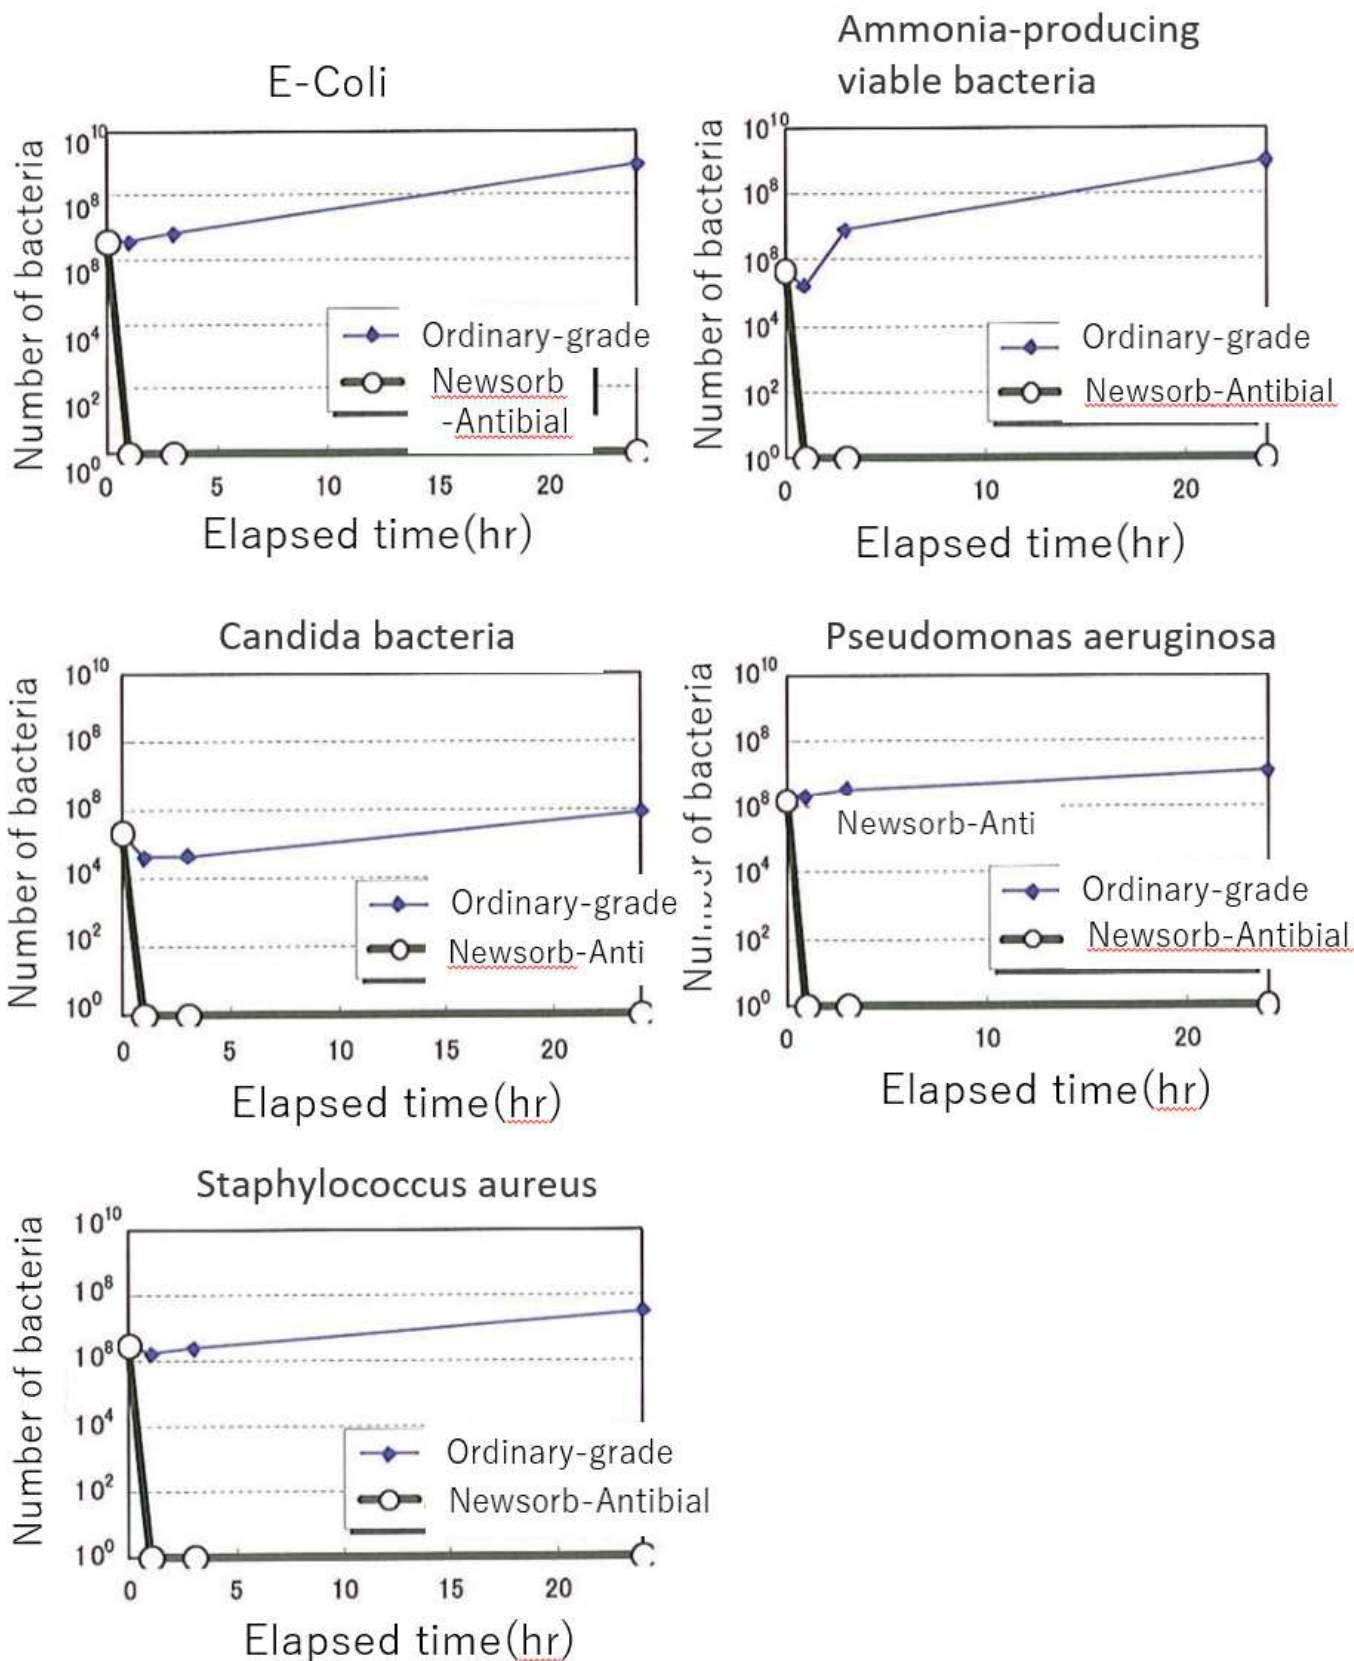 E-Coli
Number of bacteria
10¹⁰
10⁸
10⁸
10⁴
10²
10⁰
Ordinary-grade
Newsorb
-Antibial
0 5 10 15 20
Elapsed time(hr)
Ammonia-producing
viable bacteria
Number of bacteria
10¹⁰
10⁸
10⁸
10⁴
10²
10⁰
Ordinary-grade
Newsorb-Antibial
0 10 20
Elapsed time(hr)
Candida bacteria
Number of bacteria
10¹⁰
10⁸
10⁸
10⁴
10²
10⁰
Ordinary-grade
Newsorb-Anti
0 5 10 15 20
Elapsed time(hr)
Pseudomonas aeruginosa
Number of bacteria
10¹⁰
10⁸
10⁸
10⁴
10²
10⁰
Newsorb-Anti
Ordinary-grade
Newsorb-Antibial
0 10 20
Elapsed time(hr)
Staphylococcus aureus
Number of bacteria
10¹⁰
10⁸
10⁸
10⁴
10²
10⁰
Ordinary-grade
Newsorb-Antibial
0 5 10 15 20
Elapsed time(hr)